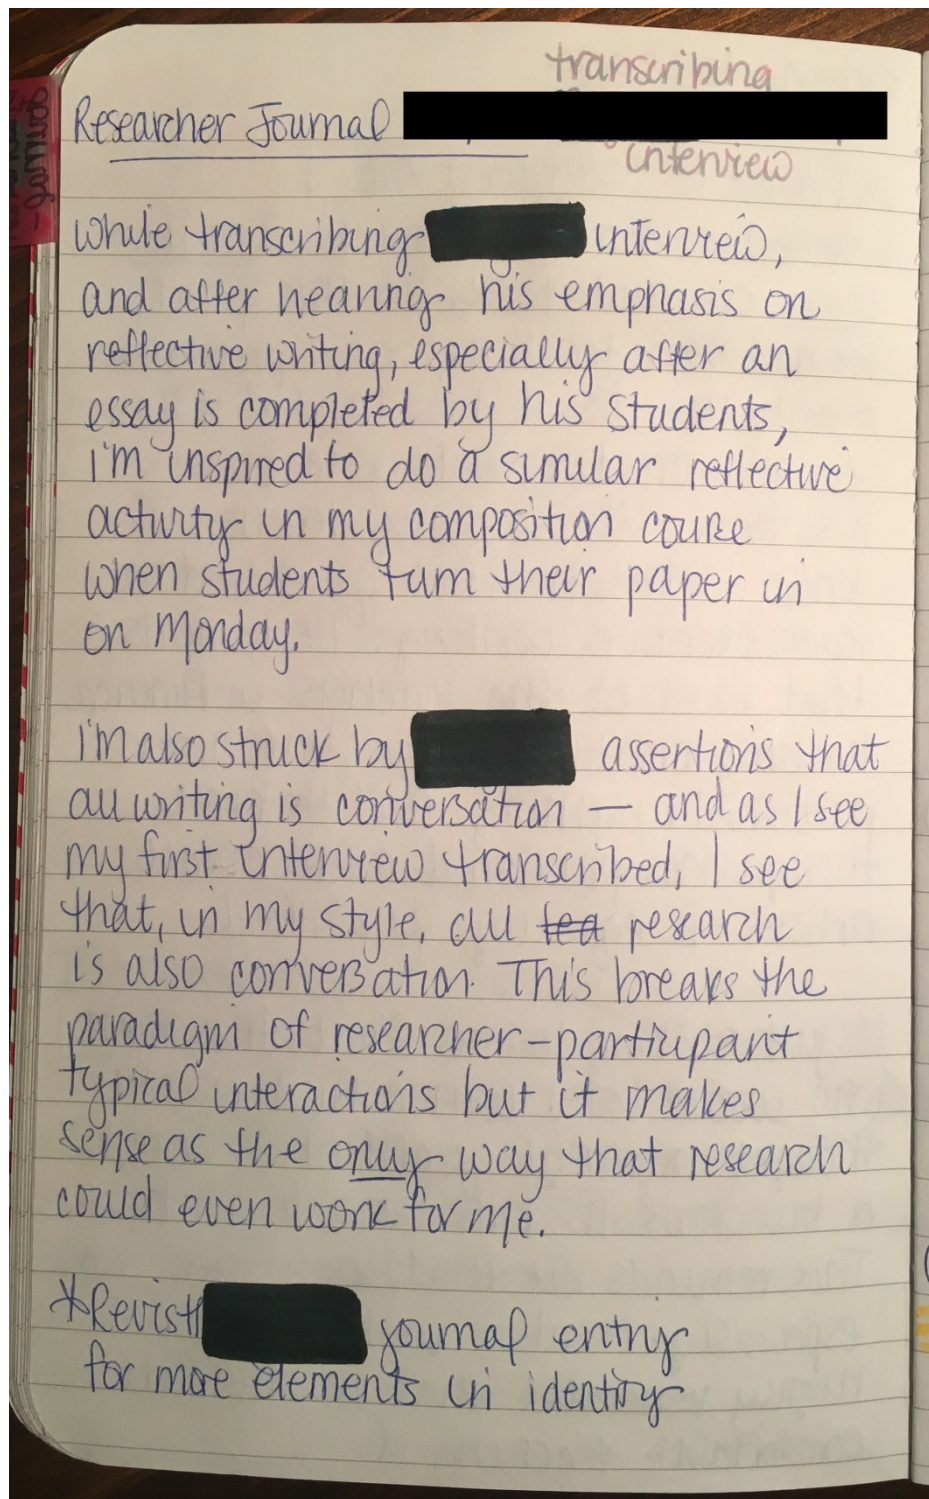 transcribing
Researcher Journal
interview
while transcribing interview,
and after hearing his emphasis on
reflective writing, especially after an
essay is completed by his students,
i'm inspired to do a similar reflective
activity in my composition course
when students turn their paper in
on Monday.
i'm also struck by assertions that
all writing is conversation — and as I see
my first interview transcribed, I see
that, in my style, all tea research
is also conversation. This breaks the
paradigm of researcher-participant
typical interactions but it makes
sense as the only way that research
could even work for me.
*Revisit journal entry
for more elements in identity